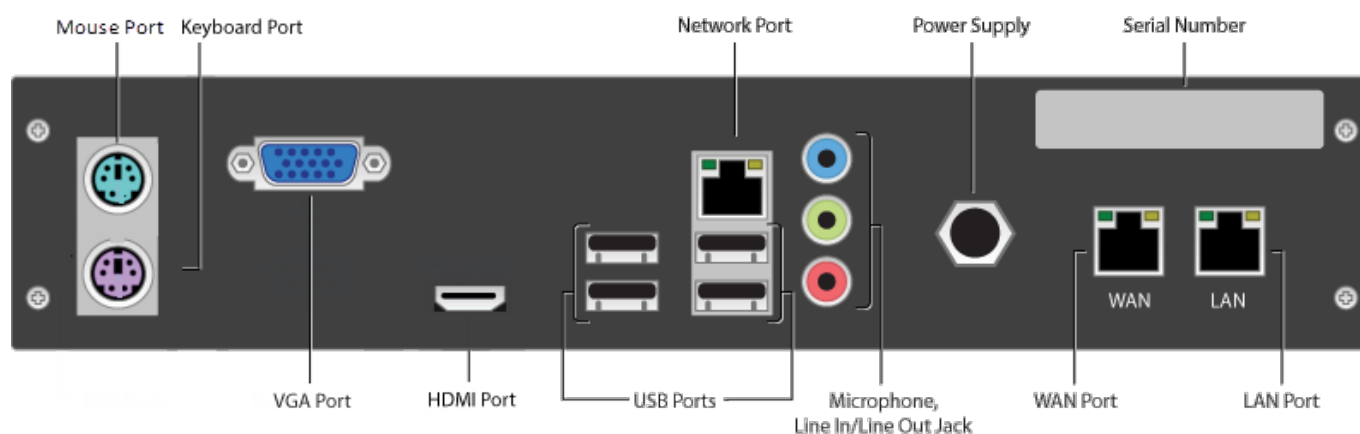 Mouse Port
Keyboard Port
Network Port
Power Supply
Serial Number
WAN
LAN
VGA Port
HDMI Port
USB Ports
Microphone,
Line In/Line Out Jack
WAN Port
LAN Port